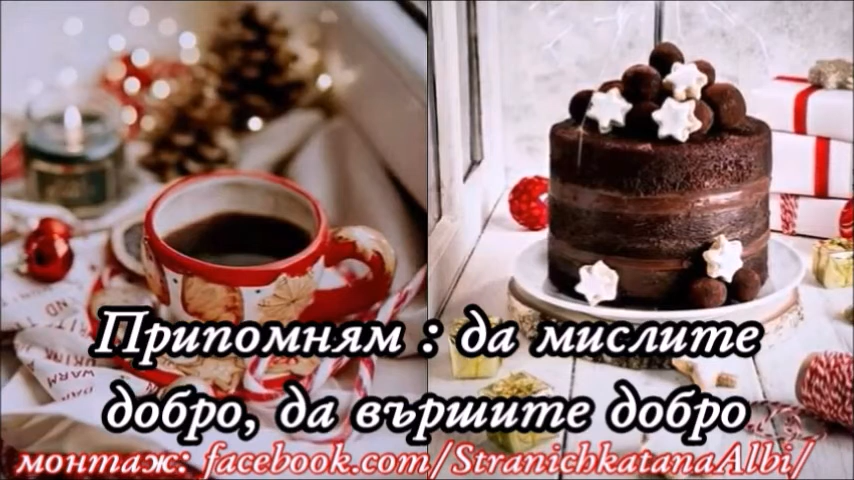 Припомням : да мислите
добро, да вършите добро
монтаж: facebook.com/StranichkatanaAlbi/